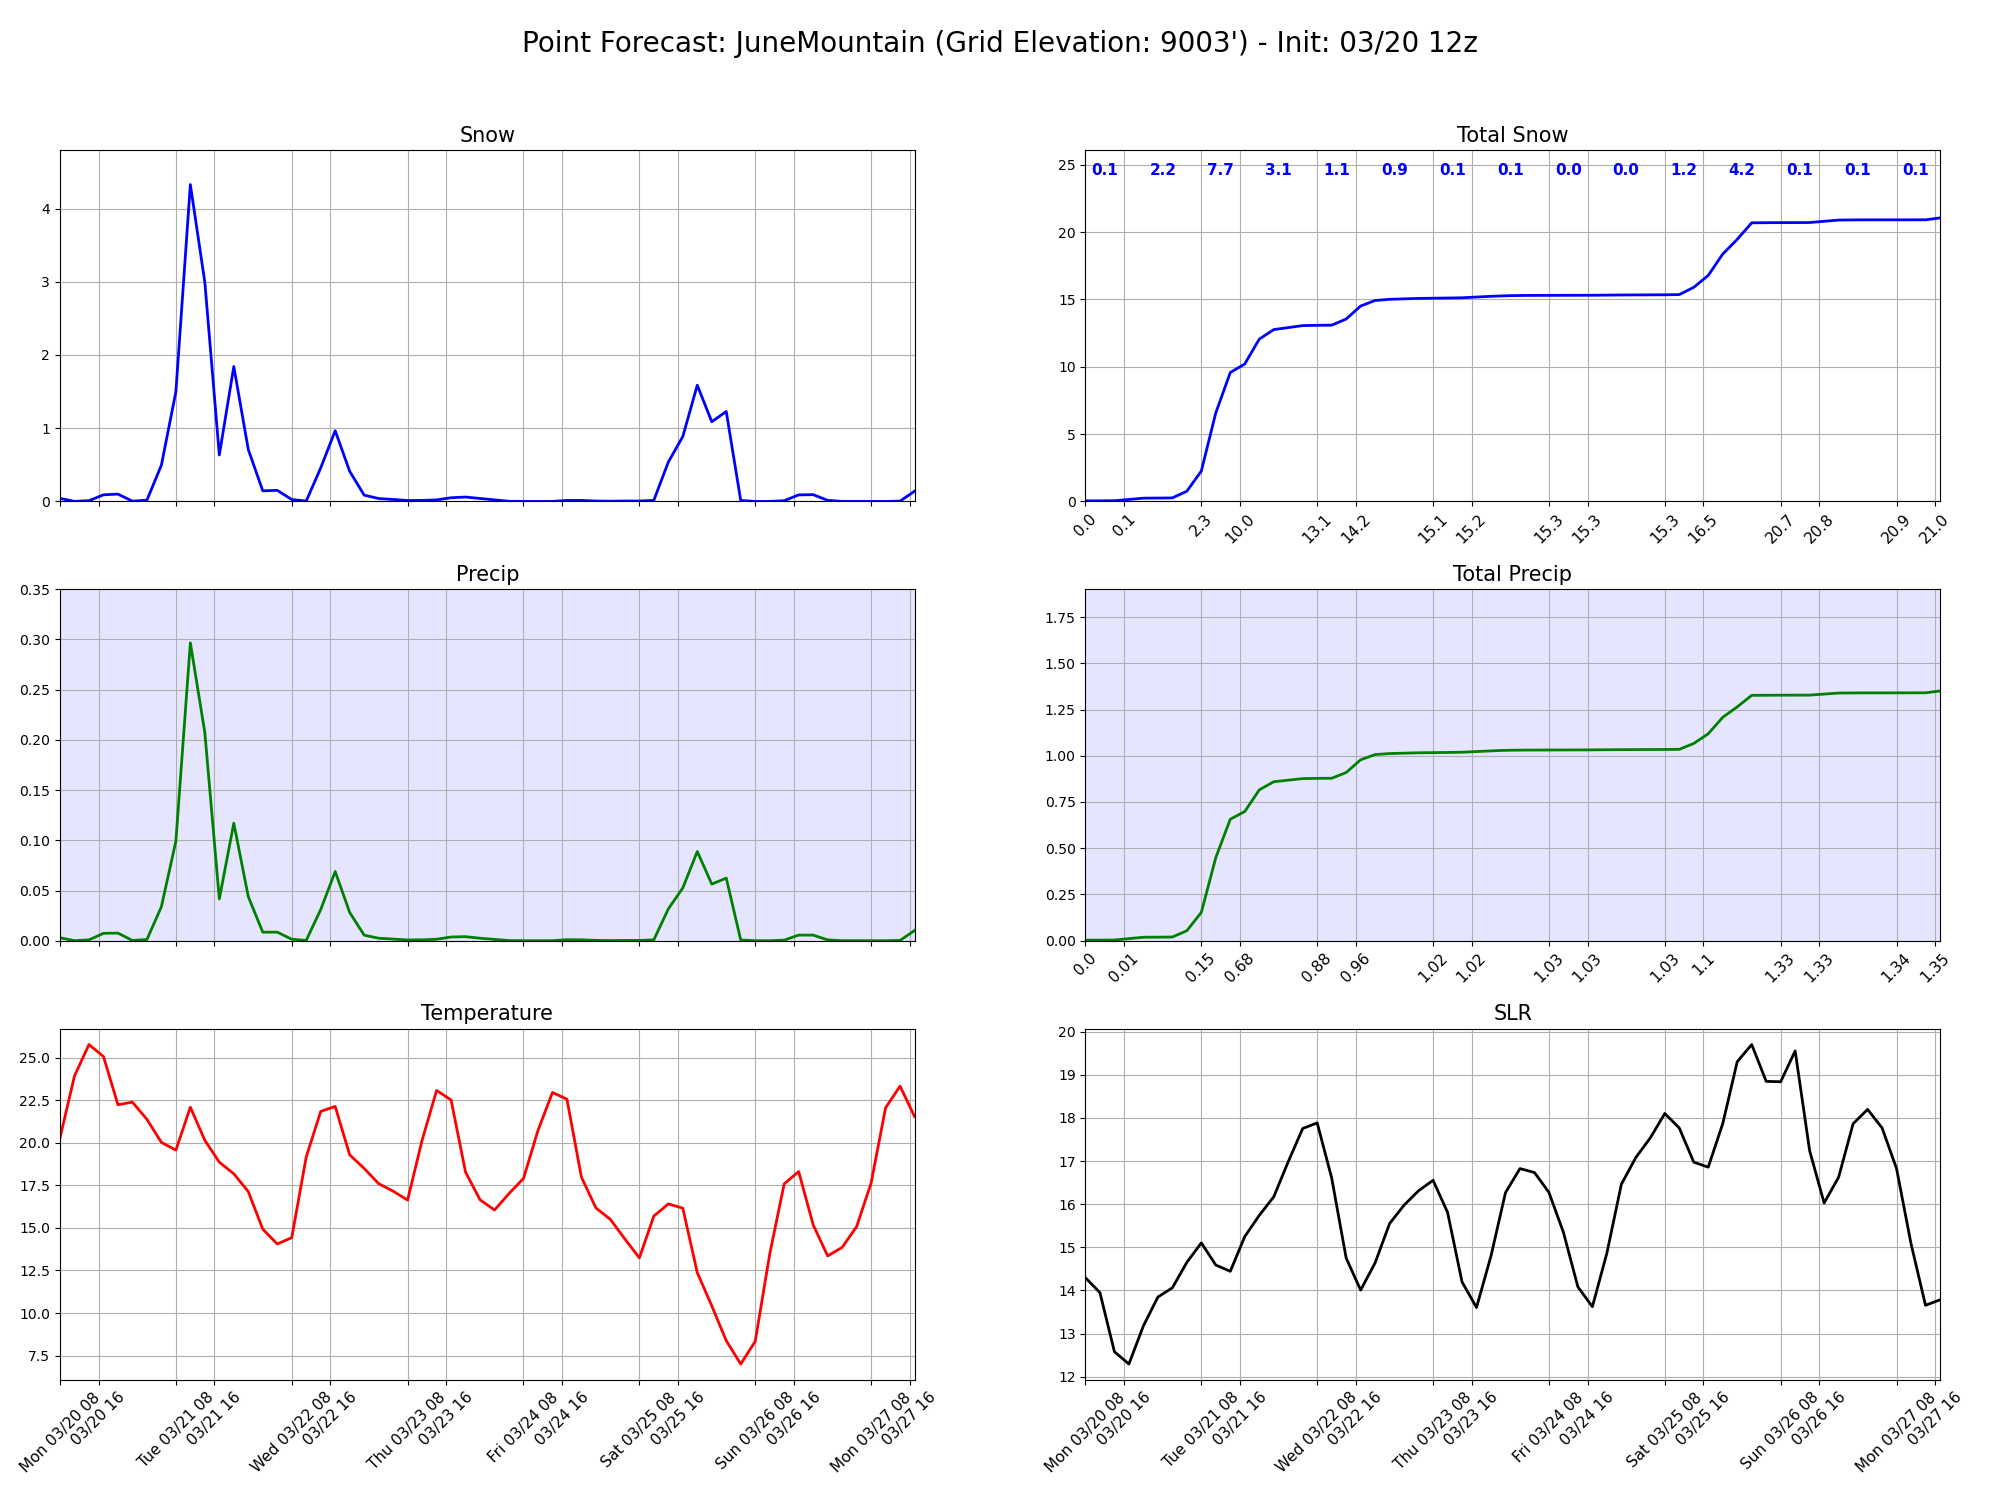 Point Forecast: JuneMountain (Grid Elevation: 9003') - Init: 03/20 12z
Snow
4
3
2
1
0
Total Snow
25
20
15
10
5
0
0.1 2.2 7.7 3.1 1.1 0.9 0.1 0.1 0.0 0.0 1.2 4.2 0.1 0.1 0.1
0.0 0.1 2.3 10.0 13.1 14.2 15.1 15.2 15.3 15.3 15.3 16.5 20.7 20.8 20.9 21.0
Precip
0.35
0.30
0.25
0.20
0.15
0.10
0.05
0.00
Total Precip
1.75
1.50
1.25
1.00
0.75
0.50
0.25
0.00
0.0 0.01 0.15 0.68 0.88 0.96 1.02 1.02 1.03 1.03 1.03 1.1 1.33 1.33 1.34 1.35
Temperature
25.0
22.5
20.0
17.5
15.0
12.5
10.0
7.5
Mon 03/20 08
03/20 16
Tue 03/21 08
03/21 16
Wed 03/22 08
03/22 16
Thu 03/23 08
03/23 16
Fri 03/24 08
03/24 16
Sat 03/25 08
03/25 16
Sun 03/26 08
03/26 16
Mon 03/27 08
03/27 16
SLR
20
19
18
17
16
15
14
13
12
Mon 03/20 08
03/20 16
Tue 03/21 08
03/21 16
Wed 03/22 08
03/22 16
Thu 03/23 08
03/23 16
Fri 03/24 08
03/24 16
Sat 03/25 08
03/25 16
Sun 03/26 08
03/26 16
Mon 03/27 08
03/27 16